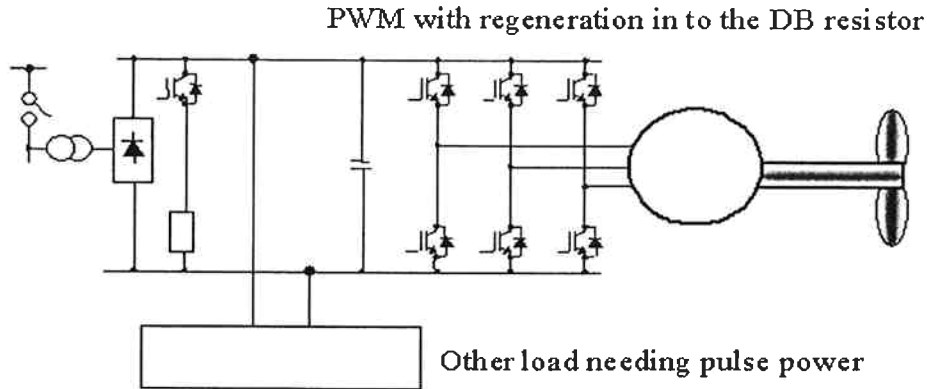 PWM with regeneration in to the DB resistor
Other load needing pulse power